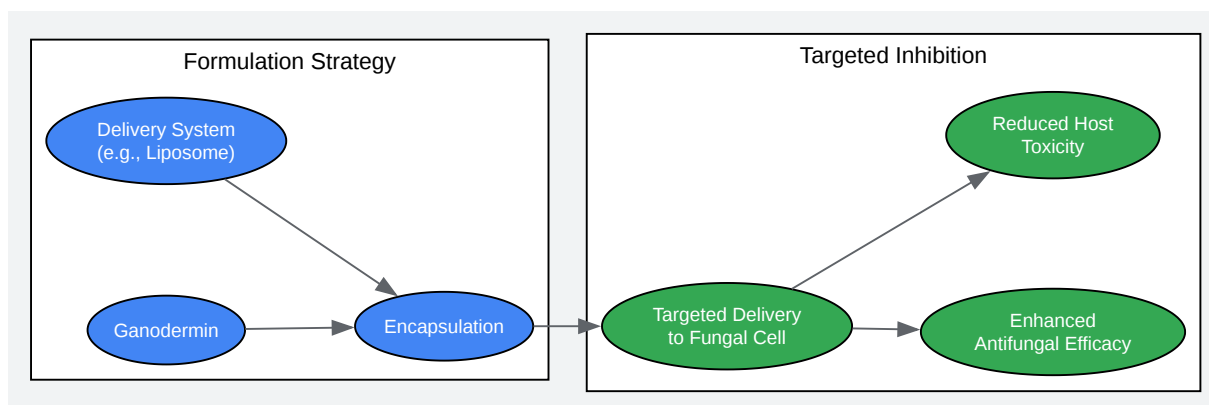 Formulation Strategy
Delivery System
(e.g., Liposome)
Ganodermin
Encapsulation
Targeted Inhibition
Reduced Host
Toxicity
Targeted Delivery
to Fungal Cell
Enhanced
Antifungal Efficacy